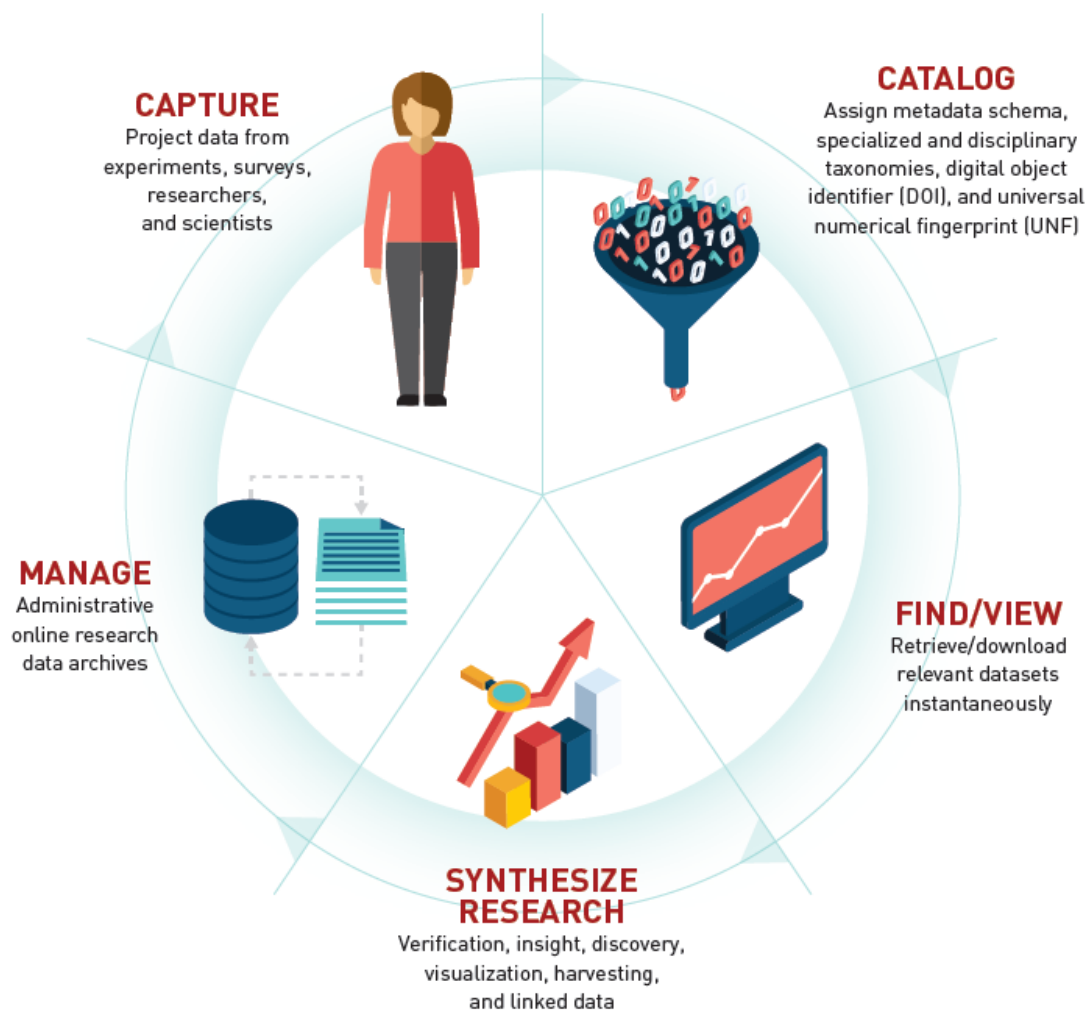 CAPTURE
Project data from
experiments, surveys,
researchers,
and scientists
CATALOG
Assign metadata schema,
specialized and disciplinary
taxonomies, digital object
identifier (DOI), and universal
numerical fingerprint (UNF)
FIND/VIEW
Retrieve/download
relevant datasets
instantaneously
SYNTHESIZE
RESEARCH
Verification, insight, discovery,
visualization, harvesting,
and linked data
MANAGE
Administrative
online research
data archives